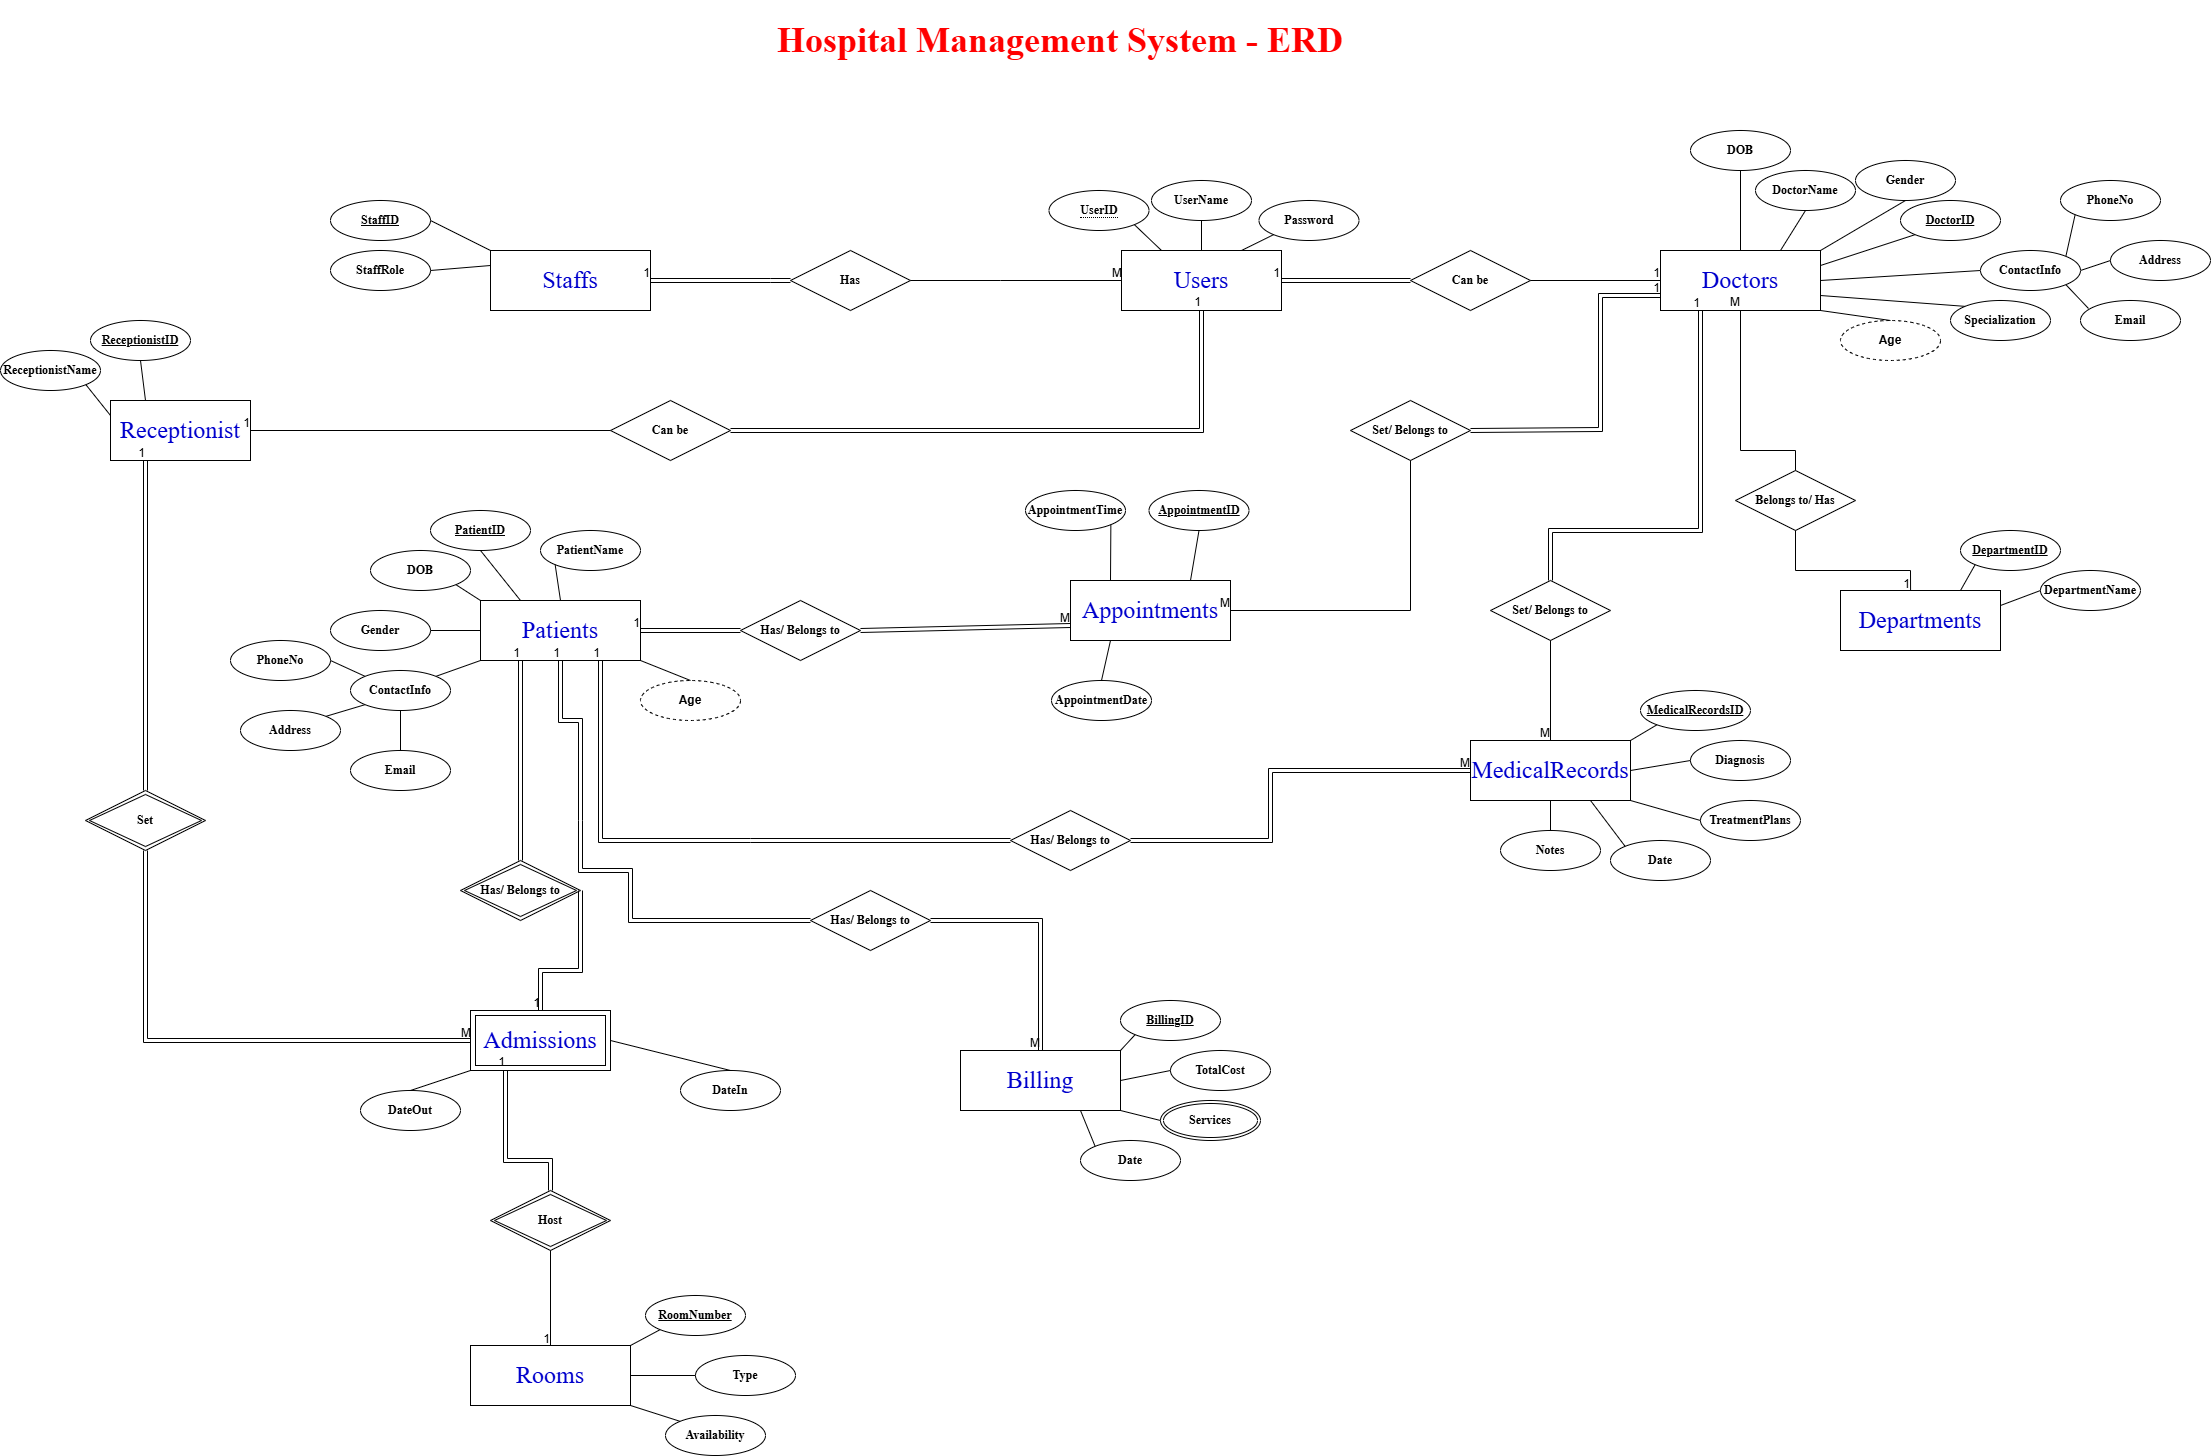 Hospital Management System - ERD
DOB
DoctorName
Gender
PhoneNo
StaffID
UserID
UserName
Password
DoctorID
StaffRole
Staffs
1
Has
M
Users
1
1
Can be
1
1
Doctors
1
M
ContactInfo
Address
Specialization
Email
Age
ReceptionistID
ReceptionistName
Receptionist
1
1
Can be
Set/ Belongs to
Belongs to/ Has
AppointmentTime
AppointmentID
PatientID
PatientName
DOB
DepartmentID
DepartmentName
1
Departments
Gender
Patients
1
1
1
1
Has/ Belongs to
M
Appointments
M
Set/ Belongs to
PhoneNo
ContactInfo
Age
AppointmentDate
Address
Email
MedicalRecordsID
M
M
MedicalRecords
Diagnosis
TreatmentPlans
Notes
Date
Set
Has/ Belongs to
Has/ Belongs to
Has/ Belongs to
1
M
Admissions
1
DateOut
DateIn
M
Billing
BillingID
TotalCost
Services
Date
Host
1
Rooms
RoomNumber
Type
Availability